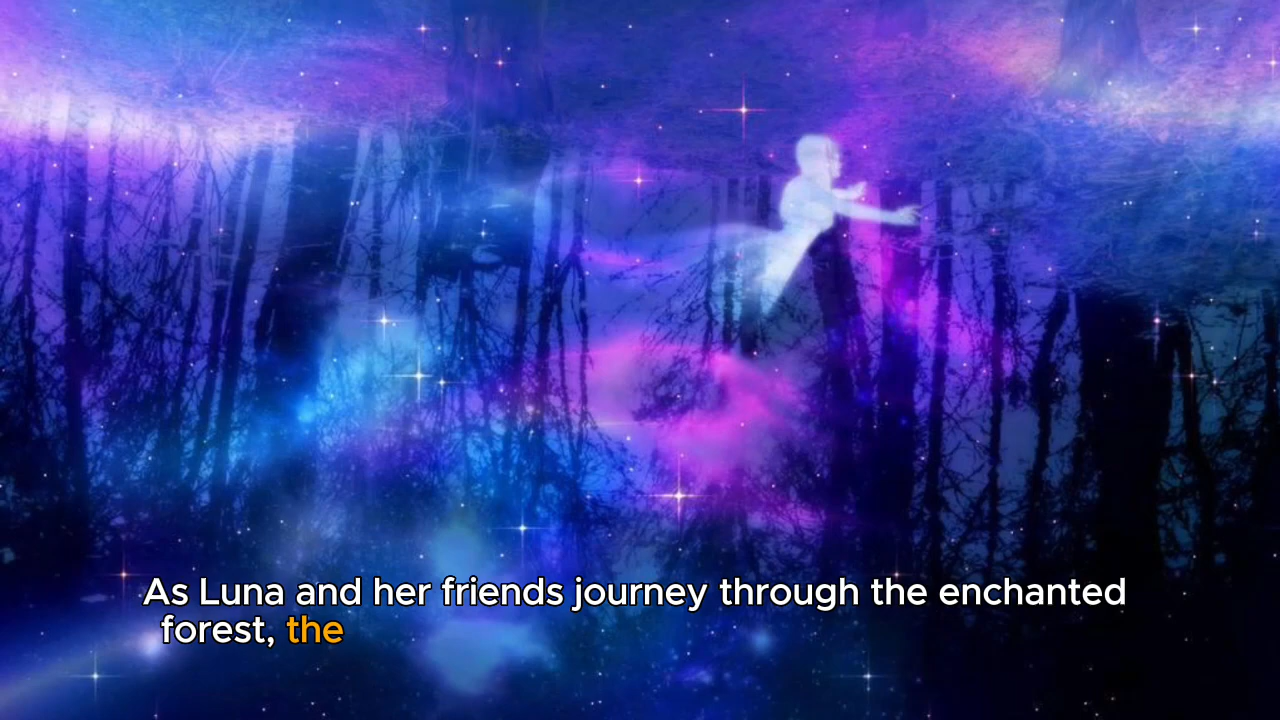 As Luna and her friends journey through the enchanted
forest, the